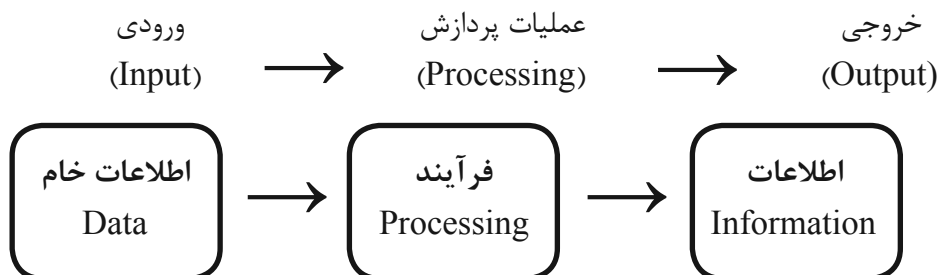 ورودی → عملیات پردازش → خروجی
(Input) → (Processing) → (Output)
اطلاعات خام → فرآیند → اطلاعات
Data → Processing → Information